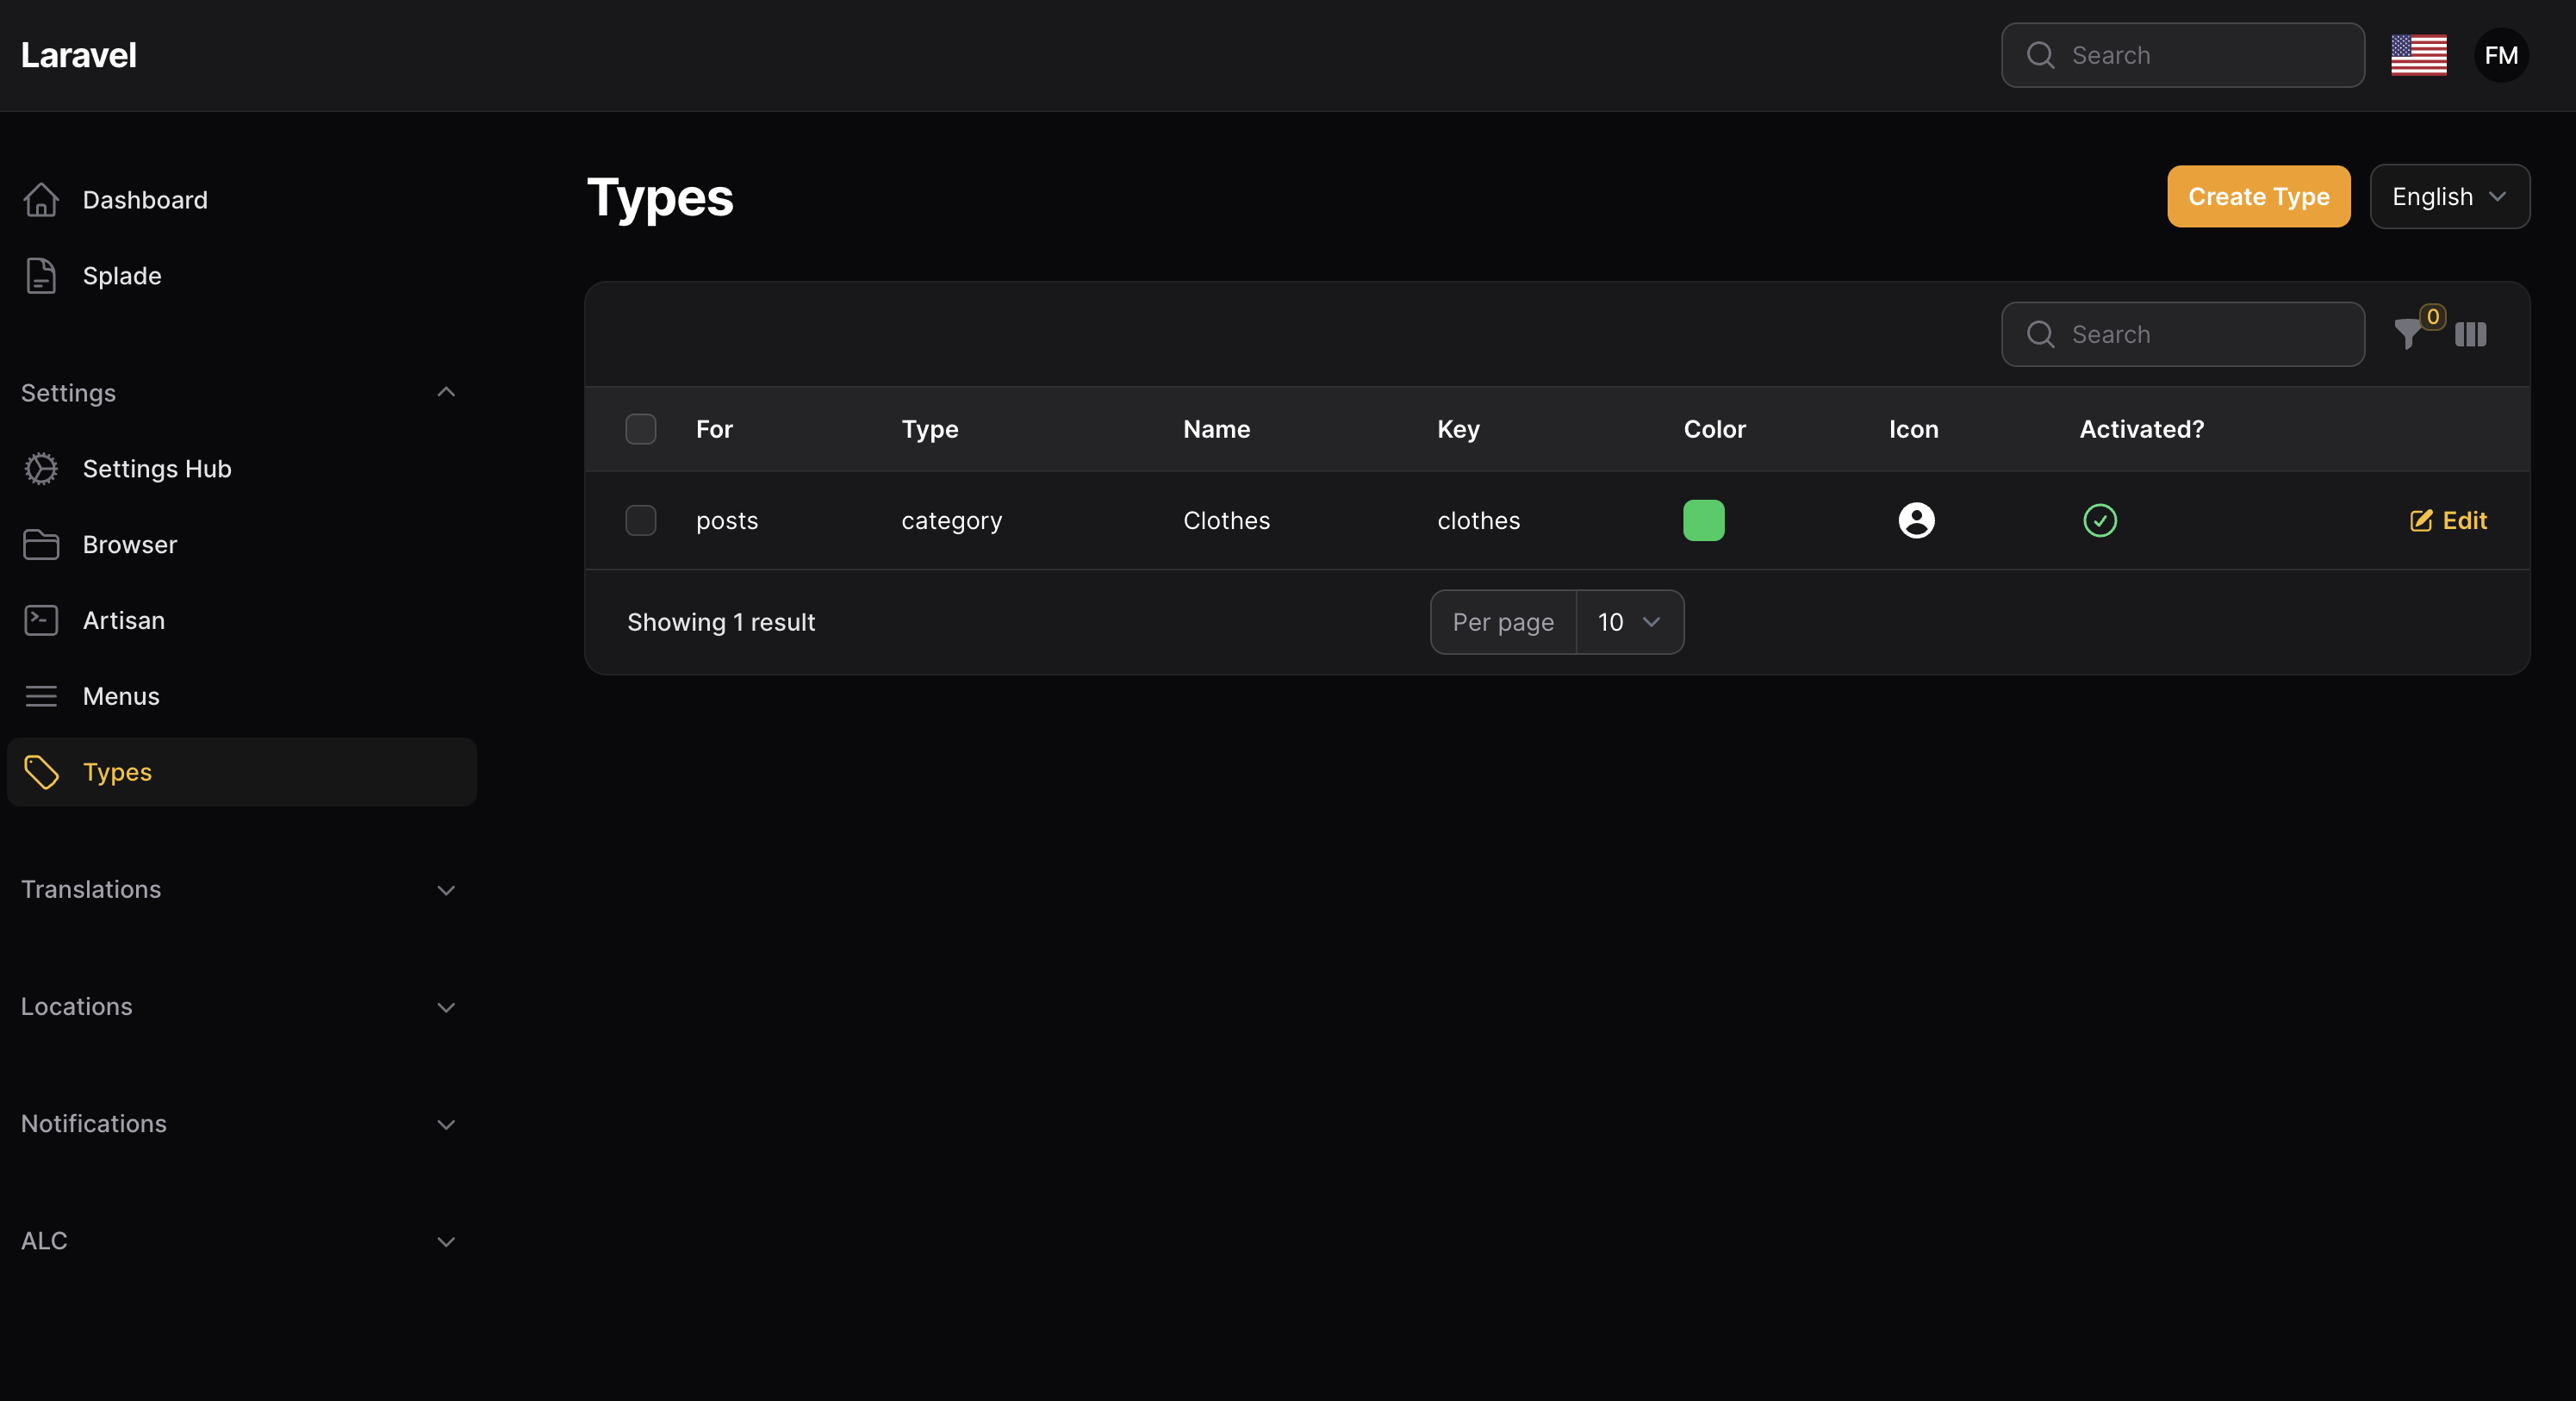 Laravel
Search
FM
Dashboard
Splade
Settings
Settings Hub
Browser
Artisan
Menus
Types
Translations
Locations
Notifications
ALC
Types
Create Type
English
Search
0
For Type Name Key Color Icon Activated?
posts category Clothes clothes Edit
Showing 1 result
Per page 10